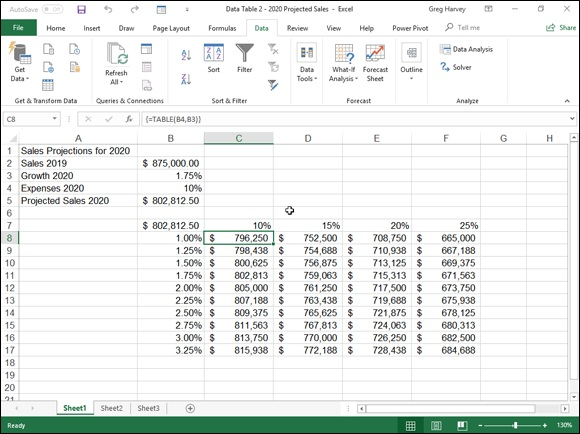 AutoSave Off Data Table 2 - 2020 Projected Sales - Excel Greg Harvey
File Home Insert Draw Page Layout Formulas Data Review View Help Power Pivot Tell me Share
Get Data Refresh All Sort Filter Data Tools What-If Analysis Forecast Sheet Outline Data Analysis
Solver
Get & Transform Data Queries & Connections Sort & Filter Forecast Analysis
C8 fx {=TABLE(B4,B3)}
A B C D E F G H
1 Sales Projections for 2020
2 Sales 2019 $ 875,000.00
3 Growth 2020 1.75%
4 Expenses 2020 10%
5 Projected Sales 2020 $ 802,812.50
6
7 $ 802,812.50 10% 15% 20% 25%
8 1.00% $ 796,250 $ 752,500 $ 708,750 $ 665,000
9 1.25% $ 798,438 $ 754,688 $ 710,938 $ 667,188
10 1.50% $ 800,625 $ 756,875 $ 713,125 $ 669,375
11 1.75% $ 802,813 $ 759,063 $ 715,313 $ 671,563
12 2.00% $ 805,000 $ 761,250 $ 717,500 $ 673,750
13 2.25% $ 807,188 $ 763,438 $ 719,688 $ 675,938
14 2.50% $ 809,375 $ 765,625 $ 721,875 $ 678,125
15 2.75% $ 811,563 $ 767,813 $ 724,063 $ 680,313
16 3.00% $ 813,750 $ 770,000 $ 726,250 $ 682,500
17 3.25% $ 815,938 $ 772,188 $ 728,438 $ 684,688
18
19
20
21
Sheet1 Sheet2 Sheet3
Ready 130%